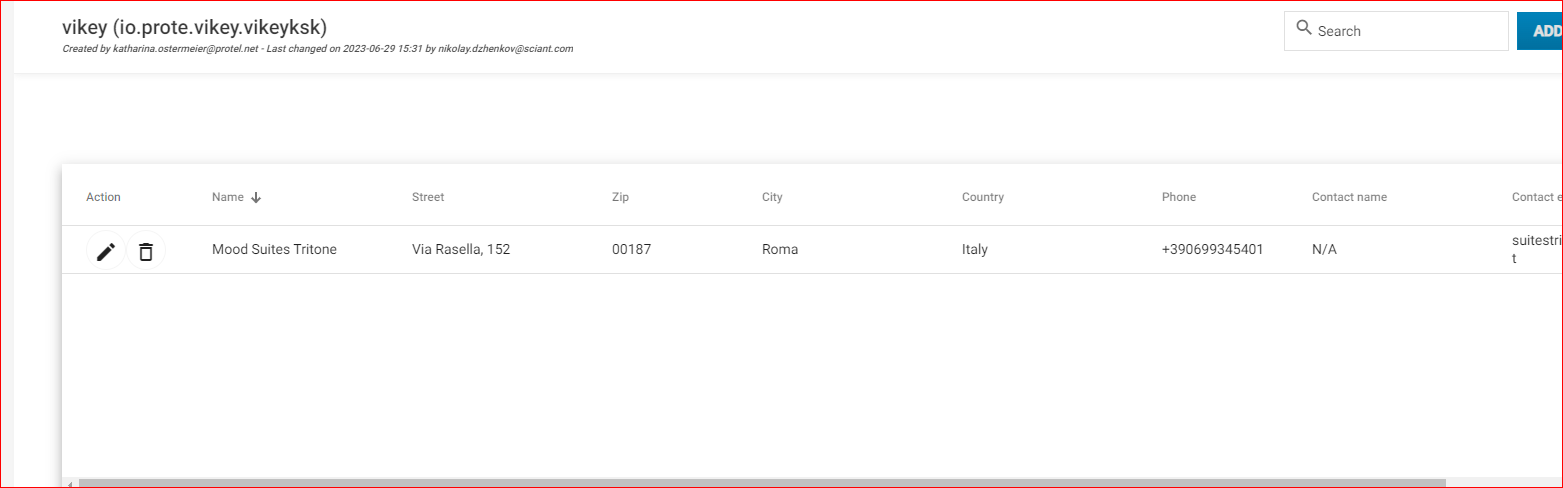 vikey (io.prote.vikey.vikeyksk)
Created by katharina.ostermeier@protel.net - Last changed on 2023-06-29 15:31 by nikolay.dzhenkov@sciant.com
Search
ADD
Action Name Street Zip City Country Phone Contact name Contact e
Mood Suites Tritone Via Rasella, 152 00187 Roma Italy +390699345401 N/A suitestri
t